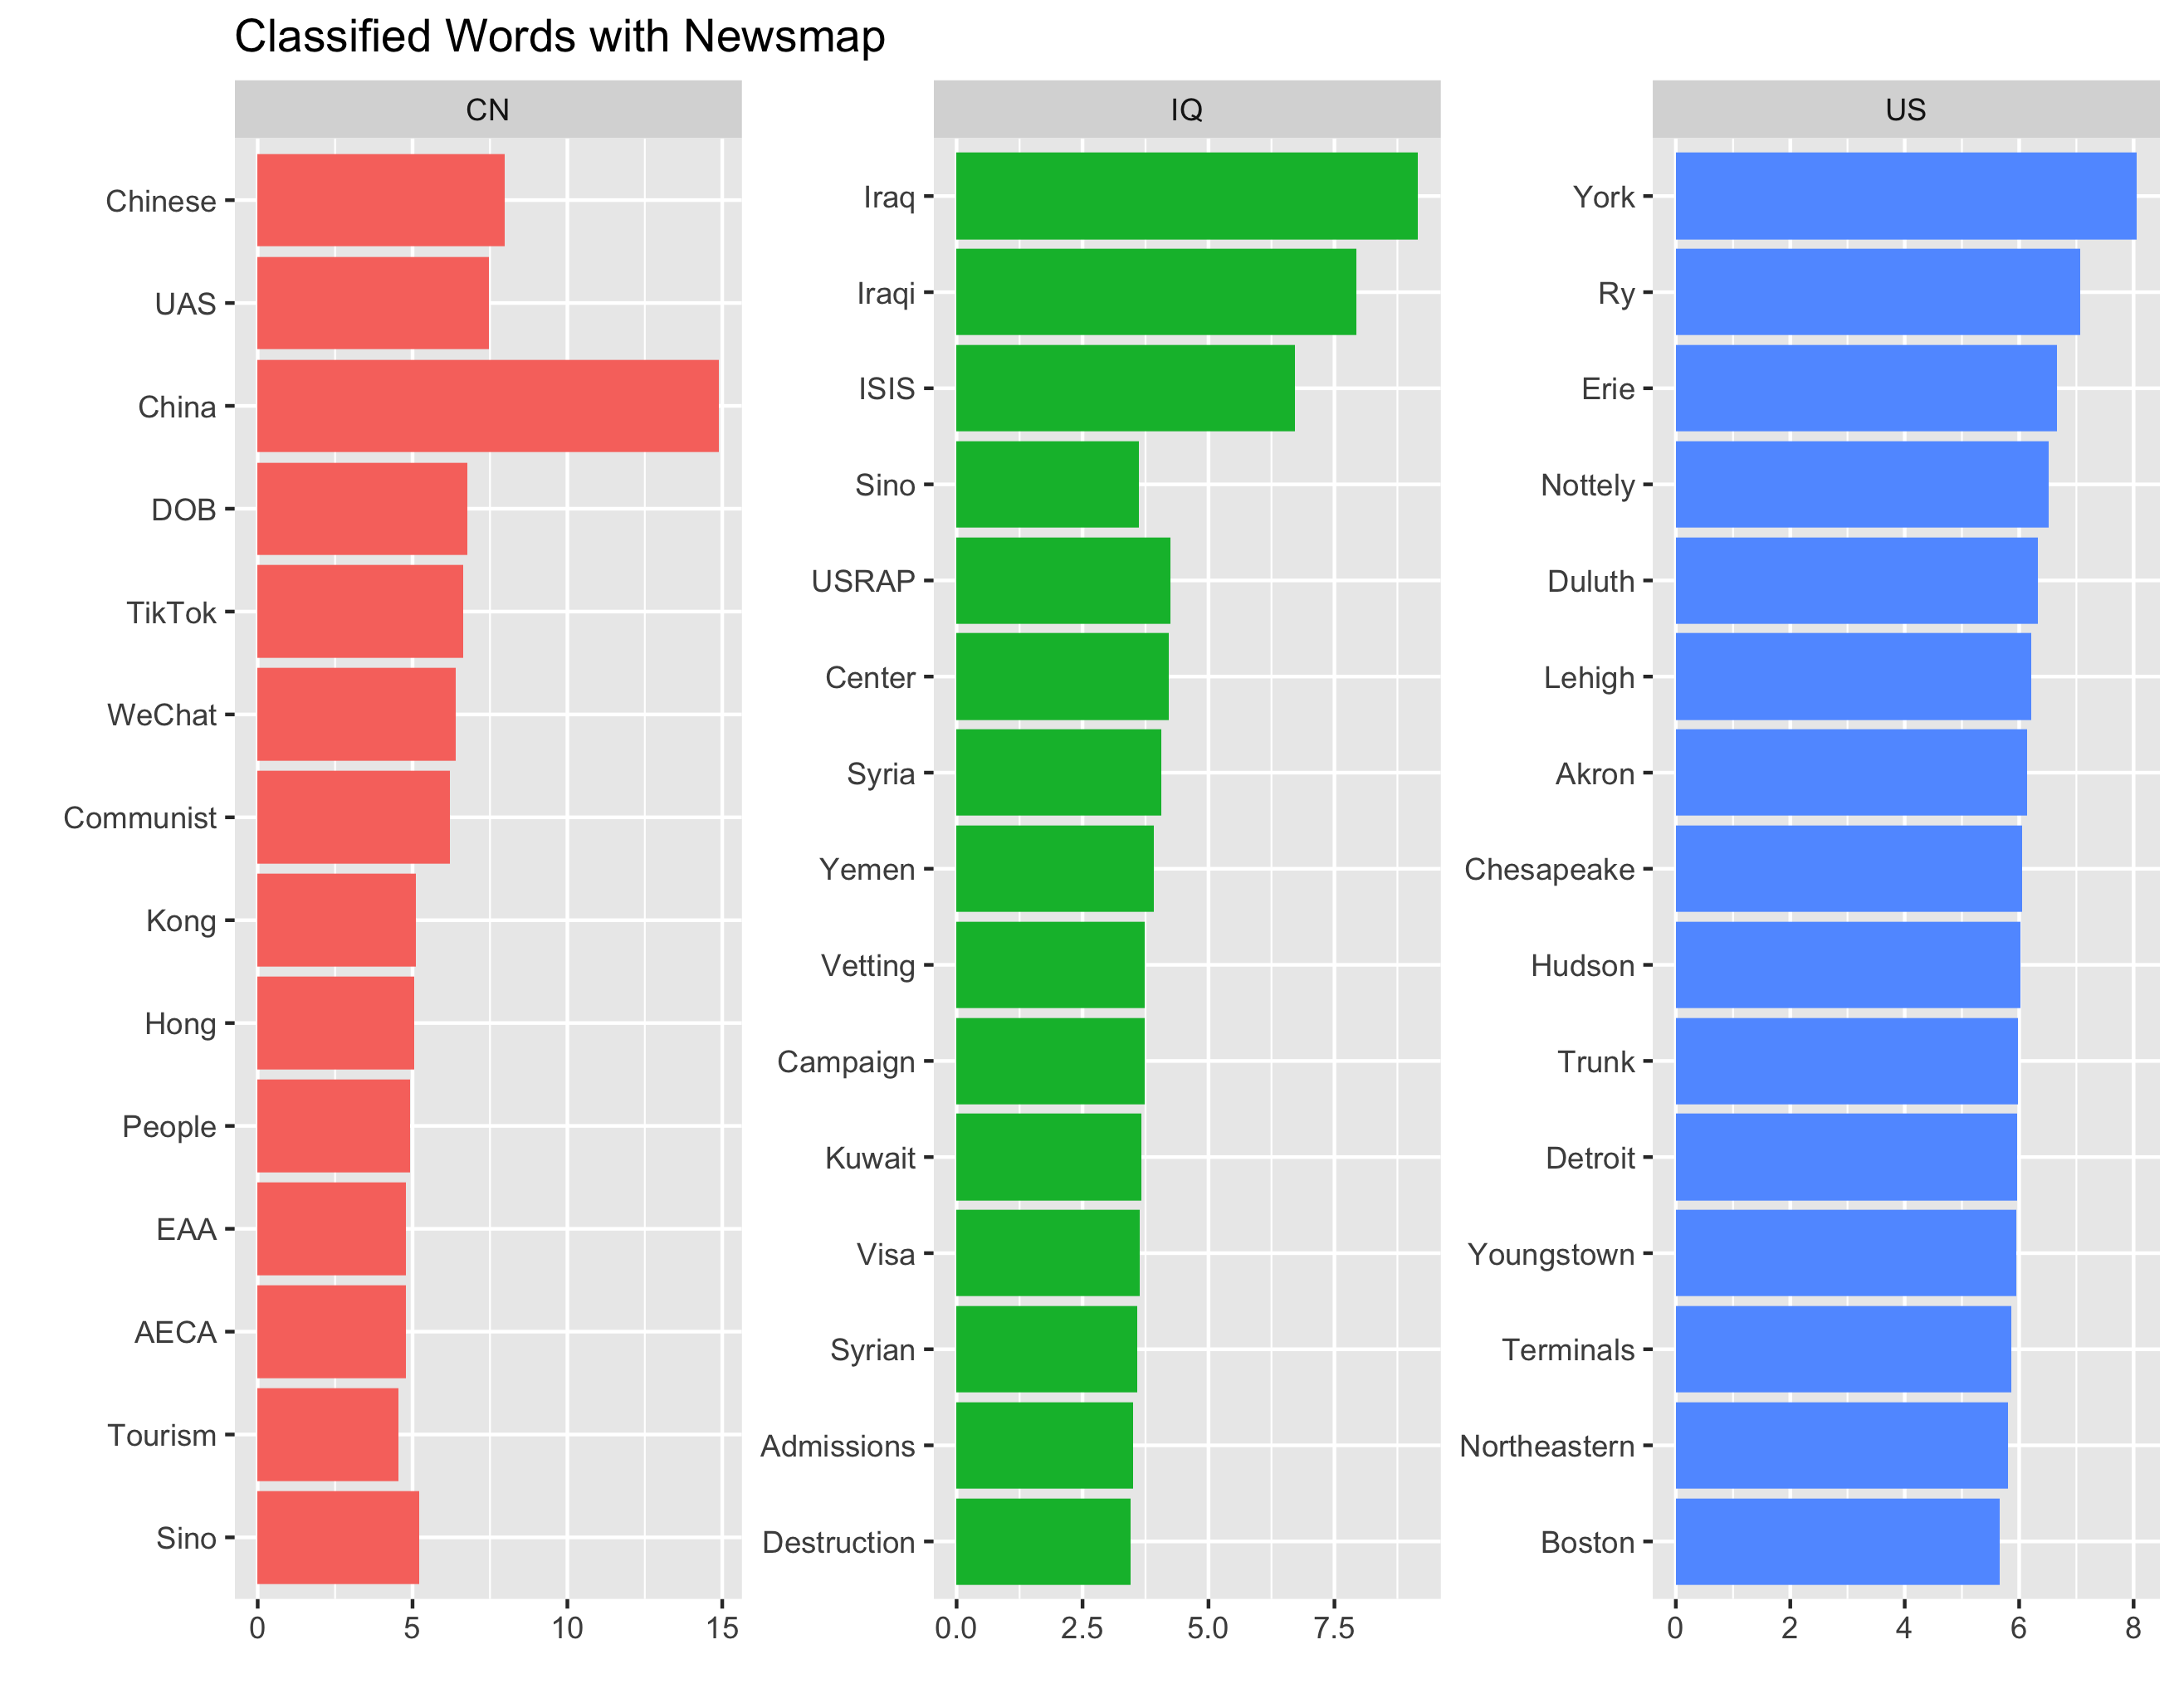 Classified Words with Newsmap
CN
Chinese
UAS
China
DOB
TikTok
WeChat
Communist
Kong
Hong
People
EAA
AECA
Tourism
Sino
0 5 10 15
IQ
Iraq
Iraqi
ISIS
Sino
USRAP
Center
Syria
Yemen
Vetting
Campaign
Kuwait
Visa
Syrian
Admissions
Destruction
0.0 2.5 5.0 7.5
US
York
Ry
Erie
Nottely
Duluth
Lehigh
Akron
Chesapeake
Hudson
Trunk
Detroit
Youngstown
Terminals
Northeastern
Boston
0 2 4 6 8